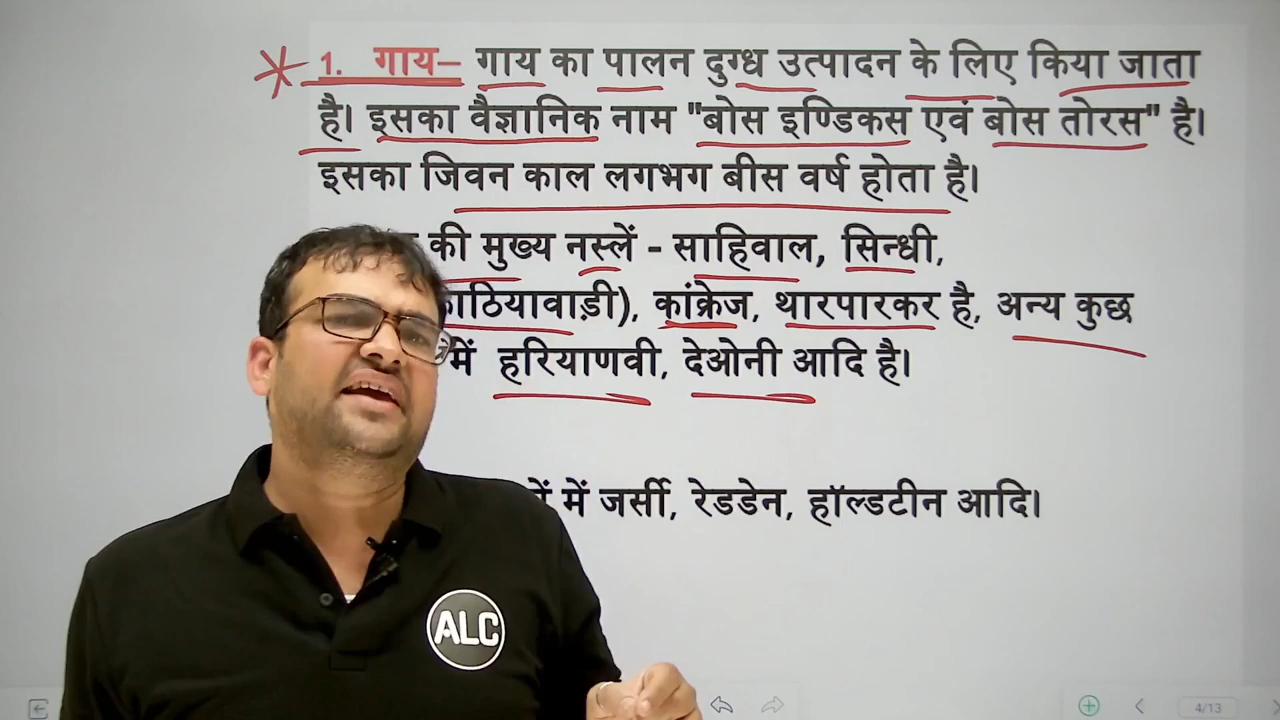 1. गाय– गाय का पालन दुग्ध उत्पादन के लिए किया जाता
है। इसका वैज्ञानिक नाम "बोस इण्डिकस एवं बोस तोरस" है।
इसका जिवन काल लगभग बीस वर्ष होता है।
की मुख्य नस्लें - साहिवाल, सिन्धी,
कांक्रेज, थारपारकर है, अन्य कुछ
में हरियाणवी, देओनी आदि है।
में जर्सी, रेडडेन, हॉल्डटीन आदि।
ALC
4/13